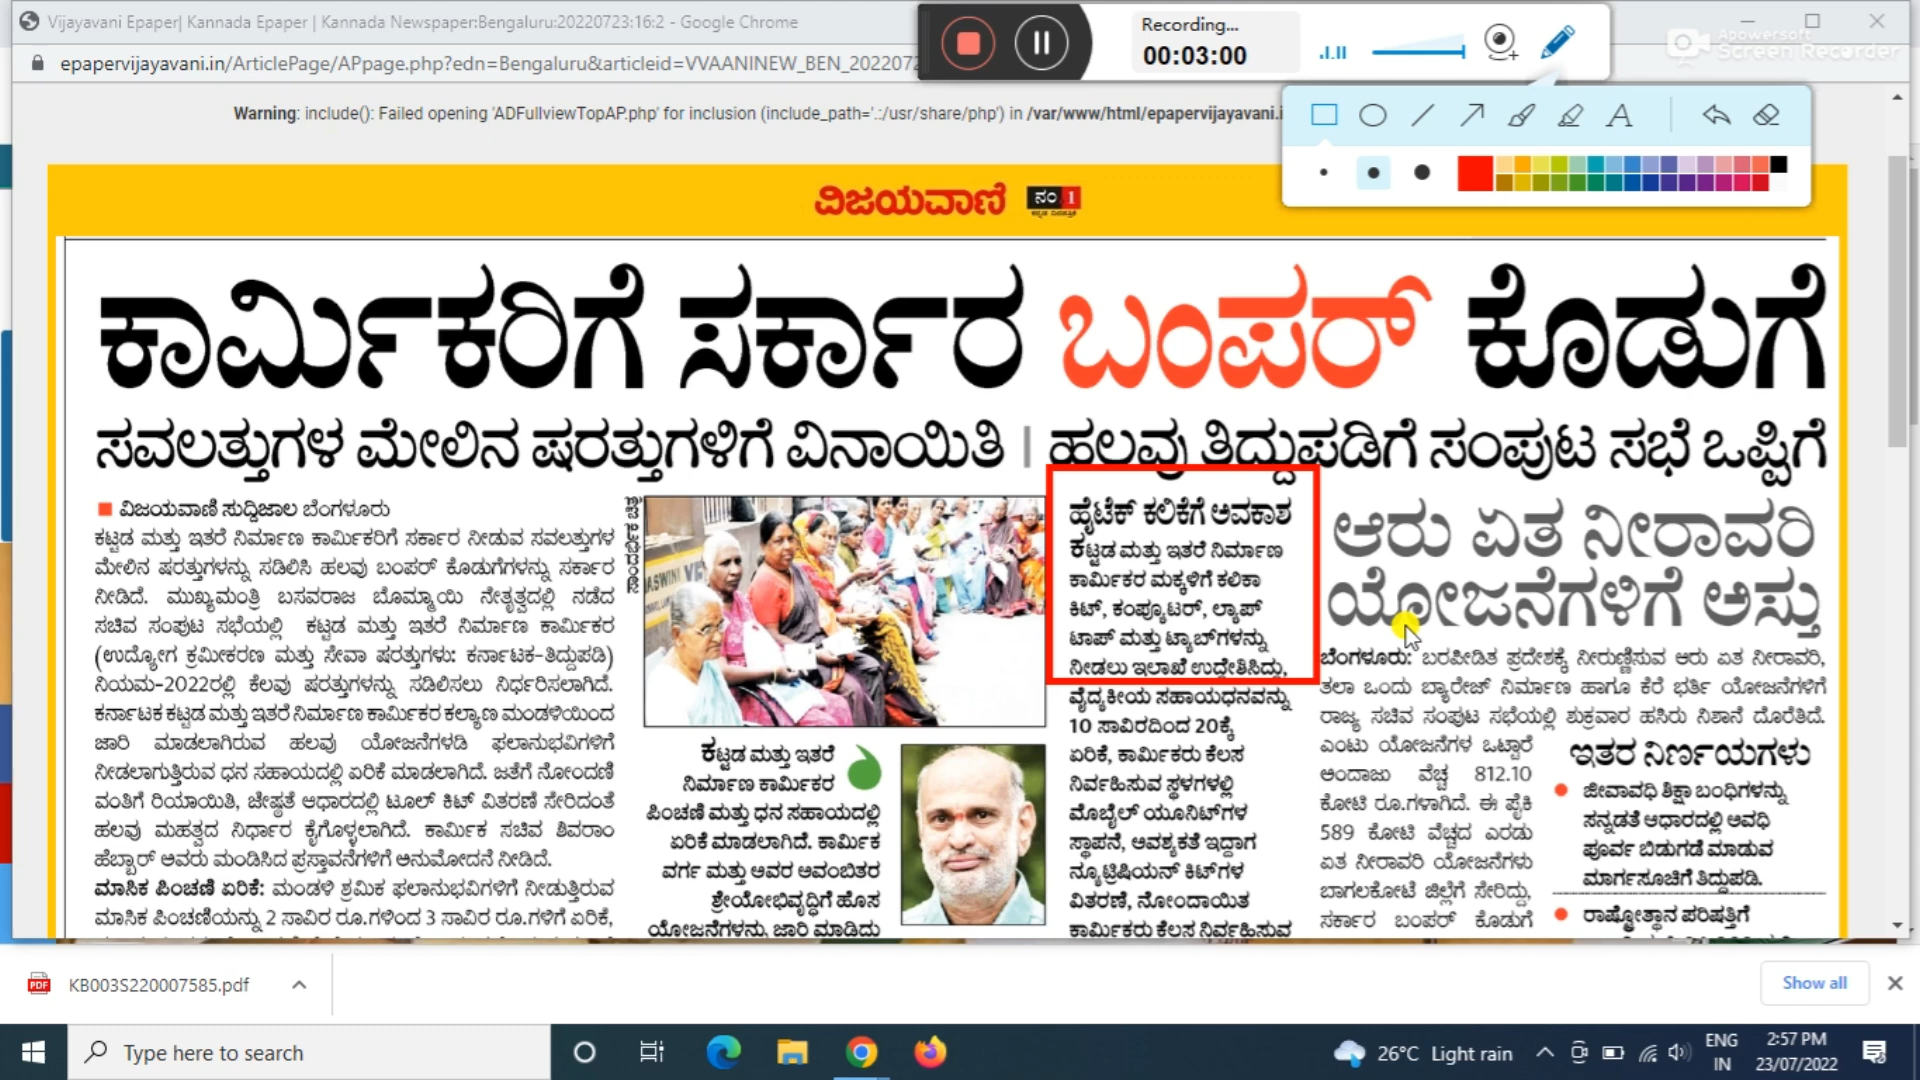 Vijayavani Epaper| Kannada Epaper | Kannada Newspaper:Bengaluru:20220723:16:2 - Google Chrome
epapervijayavani.in/ArticlePage/APpage.php?edn=Bengaluru&articleid=VVAANINEW_BEN_2022072
Recording...
00:03:00
Apowersoft
Screen Recorder
Warning: include(): Failed opening 'ADFullviewTopAP.php' for inclusion (include_path='.:/usr/share/php') in /var/www/html/epapervijayavani.i
ವಿಜಯವಾಣಿ
ನಂ 1
ಕಾರ್ಮಿಕರಿಗೆ ಸರ್ಕಾರ ಬಂಪರ್ ಕೊಡುಗೆ
ಸವಲತ್ತುಗಳ ಮೇಲಿನ ಷರತ್ತುಗಳಿಗೆ ವಿನಾಯಿತಿ | ಹಲವು ತಿದ್ದುಪಡಿಗೆ ಸಂಪುಟ ಸಭೆ ಒಪ್ಪಿಗೆ
ವಿಜಯವಾಣಿ ಸುದ್ದಿಜಾಲ ಬೆಂಗಳೂರು
ಕಟ್ಟಡ ಮತ್ತು ಇತರೆ ನಿರ್ಮಾಣ ಕಾರ್ಮಿಕರಿಗೆ ಸರ್ಕಾರ ನೀಡುವ ಸವಲತ್ತುಗಳ
ಮೇಲಿನ ಷರತ್ತುಗಳನ್ನು ಸಡಿಲಿಸಿ ಹಲವು ಬಂಪರ್ ಕೊಡುಗೆಗಳನ್ನು ಸರ್ಕಾರ
ನೀಡಿದೆ. ಮುಖ್ಯಮಂತ್ರಿ ಬಸವರಾಜ ಬೊಮ್ಮಾಯಿ ನೇತೃತ್ವದಲ್ಲಿ ನಡೆದ
ಸಚಿವ ಸಂಪುಟ ಸಭೆಯಲ್ಲಿ ಕಟ್ಟಡ ಮತ್ತು ಇತರೆ ನಿರ್ಮಾಣ ಕಾರ್ಮಿಕರ
(ಉದ್ಯೋಗ ಕ್ರಮೀಕರಣ ಮತ್ತು ಸೇವಾ ಷರತ್ತುಗಳು: ಕರ್ನಾಟಕ-ತಿದ್ದುಪಡಿ)
ನಿಯಮ-2022ರಲ್ಲಿ ಕೆಲವು ಷರತ್ತುಗಳನ್ನು ಸಡಿಲಿಸಲು ನಿರ್ಧರಿಸಲಾಗಿದೆ.
ಕರ್ನಾಟಕ ಕಟ್ಟಡ ಮತ್ತು ಇತರೆ ನಿರ್ಮಾಣ ಕಾರ್ಮಿಕರ ಕಲ್ಯಾಣ ಮಂಡಳಿಯಿಂದ
ಜಾರಿ ಮಾಡಲಾಗಿರುವ ಹಲವು ಯೋಜನೆಗಳಡಿ ಫಲಾನುಭವಿಗಳಿಗೆ
ನೀಡಲಾಗುತ್ತಿರುವ ಧನ ಸಹಾಯದಲ್ಲಿ ಏರಿಕೆ ಮಾಡಲಾಗಿದೆ. ಜತೆಗೆ ನೋಂದಣಿ
ವಂತಿಗೆ ರಿಯಾಯಿತಿ, ಜೇಷ್ಠತೆ ಆಧಾರದಲ್ಲಿ ಟೂಲ್ ಕಿಟ್ ವಿತರಣೆ ಸೇರಿದಂತೆ
ಹಲವು ಮಹತ್ವದ ನಿರ್ಧಾರ ಕೈಗೊಳ್ಳಲಾಗಿದೆ. ಕಾರ್ಮಿಕ ಸಚಿವ ಶಿವರಾಂ
ಹೆಬ್ಬಾರ್ ಅವರು ಮಂಡಿಸಿದ ಪ್ರಸ್ತಾವನೆಗಳಿಗೆ ಅನುಮೋದನೆ ನೀಡಿದೆ.
ಮಾಸಿಕ ಪಿಂಚಣಿ ಏರಿಕೆ: ಮಂಡಳಿ ಶ್ರಮಿಕ ಫಲಾನುಭವಿಗಳಿಗೆ ನೀಡುತ್ತಿರುವ
ಮಾಸಿಕ ಪಿಂಚಣಿಯನ್ನು 2 ಸಾವಿರ ರೂ.ಗಳಿಂದ 3 ಸಾವಿರ ರೂ.ಗಳಿಗೆ ಏರಿಕೆ,
ಸಾಂದರ್ಭಿಕ ಚಿತ್ರ
ಕಟ್ಟಡ ಮತ್ತು ಇತರೆ
ನಿರ್ಮಾಣ ಕಾರ್ಮಿಕರ
ಪಿಂಚಣಿ ಮತ್ತು ಧನ ಸಹಾಯದಲ್ಲಿ
ಏರಿಕೆ ಮಾಡಲಾಗಿದೆ. ಕಾರ್ಮಿಕ
ವರ್ಗ ಮತ್ತು ಅವರ ಅವಂಬಿತರ
ಶ್ರೇಯೋಭಿವೃದ್ಧಿಗೆ ಹೊಸ
ಯೋಜನೆಗಳನ್ನು ಜಾರಿ ಮಾಡಿದ್ದು
ಹೈಟೆಕ್ ಕಲಿಕೆಗೆ ಅವಕಾಶ
ಕಟ್ಟಡ ಮತ್ತು ಇತರೆ ನಿರ್ಮಾಣ
ಕಾರ್ಮಿಕರ ಮಕ್ಕಳಿಗೆ ಕಲಿಕಾ
ಕಿಟ್, ಕಂಪ್ಯೂಟರ್, ಲ್ಯಾಪ್
ಟಾಪ್ ಮತ್ತು ಟ್ಯಾಬ್‌ಗಳನ್ನು
ನೀಡಲು ಇಲಾಖೆ ಉದ್ದೇಶಿಸಿದ್ದು,
ವೈದ್ಯಕೀಯ ಸಹಾಯಧನವನ್ನು
10 ಸಾವಿರದಿಂದ 20ಕ್ಕೆ
ಏರಿಕೆ, ಕಾರ್ಮಿಕರು ಕೆಲಸ
ನಿರ್ವಹಿಸುವ ಸ್ಥಳಗಳಲ್ಲಿ
ಮೊಬೈಲ್ ಯೂನಿಟ್‌ಗಳ
ಸ್ಥಾಪನೆ, ಅವಶ್ಯಕತೆ ಇದ್ದಾಗ
ನ್ಯೂಟ್ರಿಷಿಯನ್ ಕಿಟ್‌ಗಳ
ವಿತರಣೆ, ನೋಂದಾಯಿತ
ಕಾರ್ಮಿಕರು ಕೆಲಸ ನಿರ್ವಹಿಸುವ
ಆರು ಏತ ನೀರಾವರಿ
ಯೋಜನೆಗಳಿಗೆ ಅಸ್ತು
ಬೆಂಗಳೂರು: ಬರಪೀಡಿತ ಪ್ರದೇಶಕ್ಕೆ ನೀರುಣ್ಣಿಸುವ ಆರು ಏತ ನೀರಾವರಿ,
ತಲಾ ಒಂದು ಬ್ಯಾರೇಜ್ ನಿರ್ಮಾಣ ಹಾಗೂ ಕೆರೆ ಭರ್ತಿ ಯೋಜನೆಗಳಿಗೆ
ರಾಜ್ಯ ಸಚಿವ ಸಂಪುಟ ಸಭೆಯಲ್ಲಿ ಶುಕ್ರವಾರ ಹಸಿರು ನಿಶಾನೆ ದೊರೆತಿದೆ.
ಎಂಟು ಯೋಜನೆಗಳ ಒಟ್ಟಾರೆ
ಅಂದಾಜು ವೆಚ್ಚ 812.10
ಕೋಟಿ ರೂ.ಗಳಾಗಿದೆ. ಈ ಪೈಕಿ
589 ಕೋಟಿ ವೆಚ್ಚದ ಎರಡು
ಏತ ನೀರಾವರಿ ಯೋಜನೆಗಳು
ಬಾಗಲಕೋಟೆ ಜಿಲ್ಲೆಗೆ ಸೇರಿದ್ದು,
ಸರ್ಕಾರ ಬಂಪರ್ ಕೊಡುಗೆ
ಇತರ ನಿರ್ಣಯಗಳು
ಜೀವಾವಧಿ ಶಿಕ್ಷಾ ಬಂಧಿಗಳನ್ನು
ಸನ್ನಡತೆ ಆಧಾರದಲ್ಲಿ ಅವಧಿ
ಪೂರ್ವ ಬಿಡುಗಡೆ ಮಾಡುವ
ಮಾರ್ಗಸೂಚಿಗೆ ತಿದ್ದುಪಡಿ.
ರಾಷ್ಟ್ರೋತ್ಥಾನ ಪರಿಷತ್ತಿಗೆ
KB003S220007585.pdf
Show all
Type here to search
26°C Light rain
ENG
IN
2:57 PM
23/07/2022